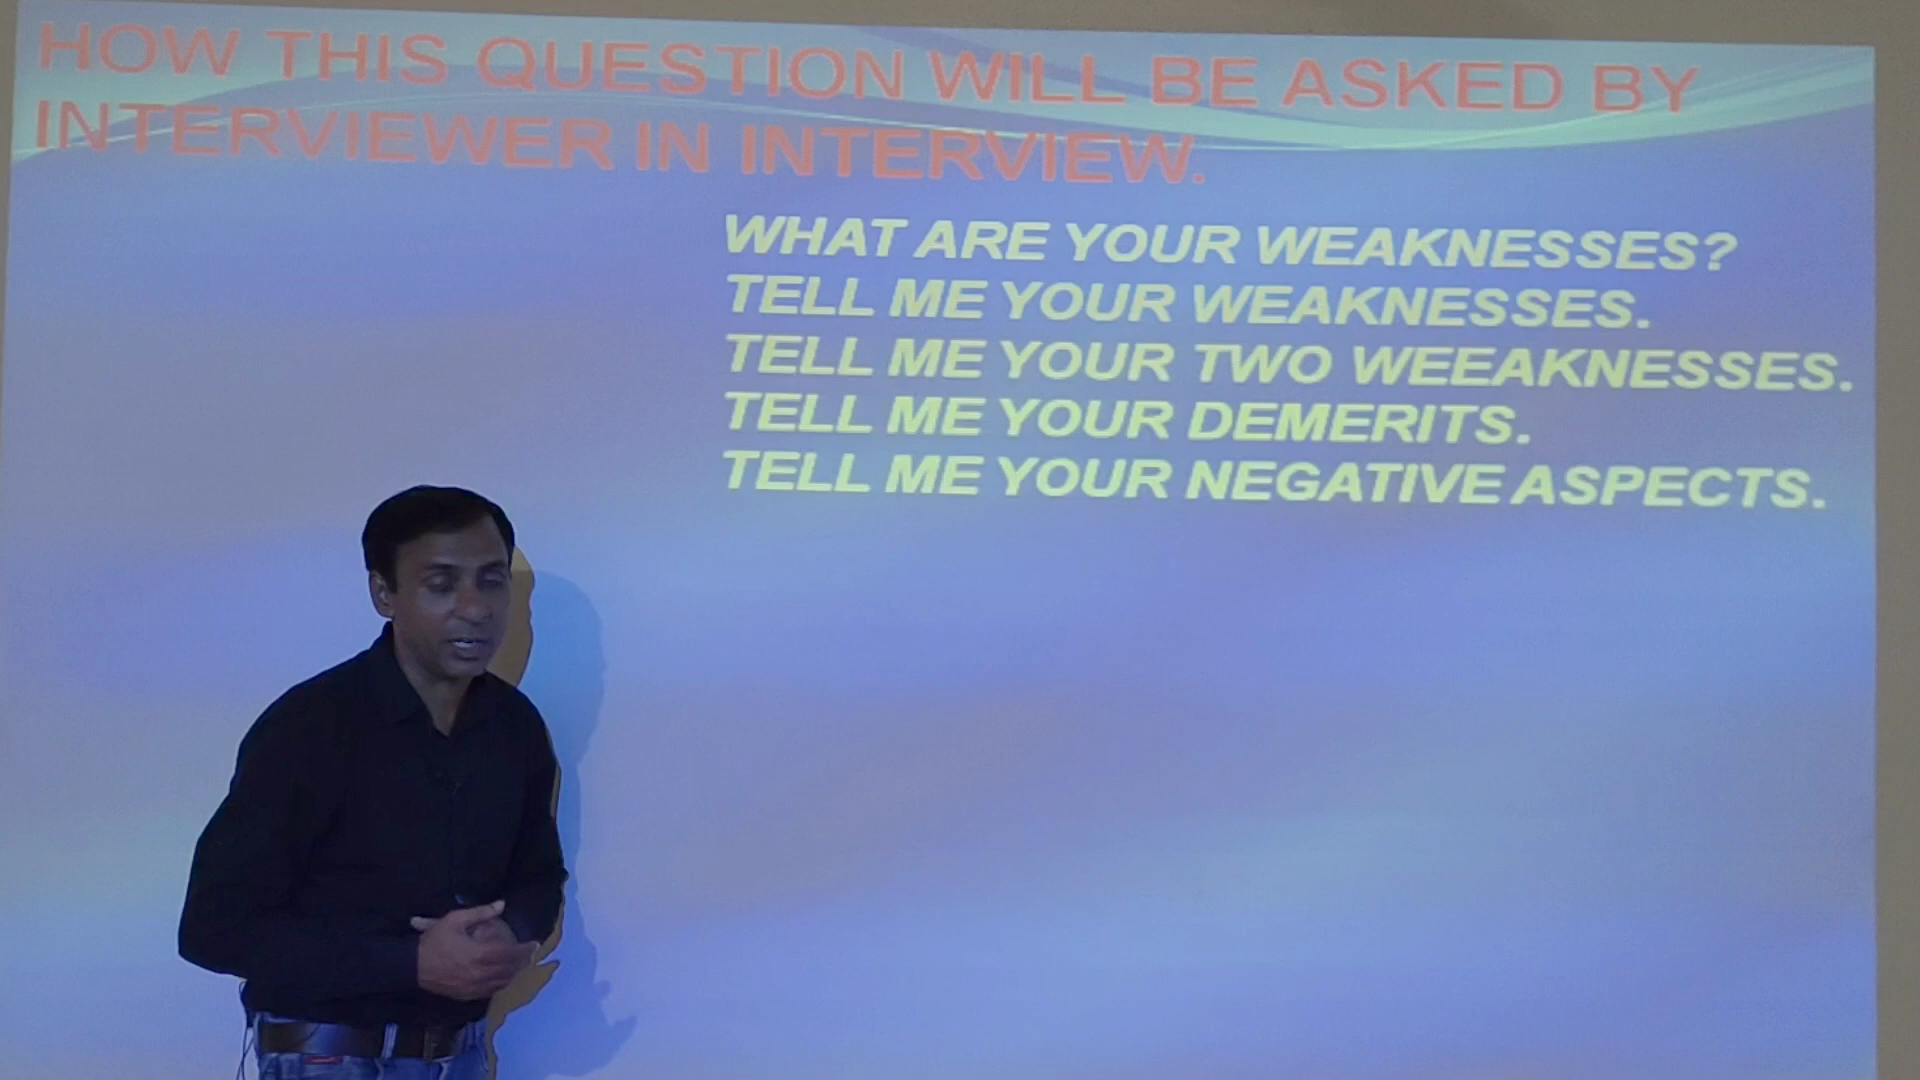 HOW THIS QUESTION WILL BE ASKED BY
INTERVIEWER IN INTERVIEW.
WHAT ARE YOUR WEAKNESSES?
TELL ME YOUR WEAKNESSES.
TELL ME YOUR TWO WEEAKNESSES.
TELL ME YOUR DEMERITS.
TELL ME YOUR NEGATIVE ASPECTS.